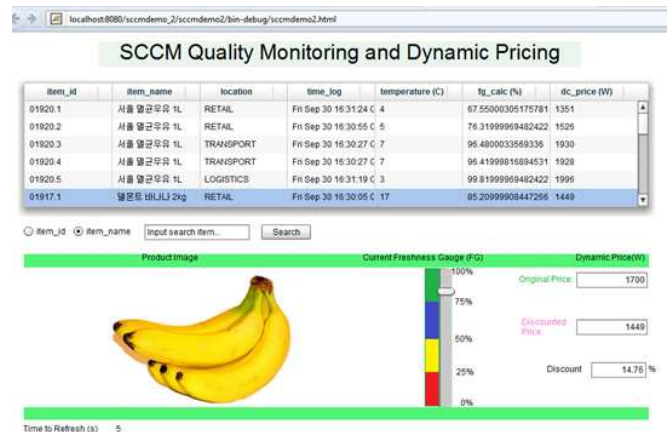 localhost:8080/sccmdemo_2/sccmdemo2/bin-debug/sccmdemo2.html
SCCM Quality Monitoring and Dynamic Pricing
item_id item_name location time_log temperature (C) fg_calc (%) dc_price (W)
01920.1 서울 멸균우유 1L RETAIL Fri Sep 30 16:31:24 G 4 67.55000305175781 1351
01920.2 서울 멸균우유 1L RETAIL Fri Sep 30 16:30:55 G 5 76.31999969482422 1526
01920.3 서울 멸균우유 1L TRANSPORT Fri Sep 30 16:30:27 G 7 96.4800033569336 1930
01920.4 서울 멸균우유 1L TRANSPORT Fri Sep 30 16:30:27 G 7 96.41999816894531 1928
01920.5 서울 멸균우유 1L LOGISTICS Fri Sep 30 16:31:19 G 3 99.81999969482422 1996
01917.1 델몬트 바나나 2kg RETAIL Fri Sep 30 16:30:05 G 17 85.20999908447266 1449
item_id item_name Input search item... Search
Product Image Current Freshness Gauge (FG) Dynamic Price(W)
100%
Original Price: 1700
75%
Discounted Price: 1449
50%
Discount 14.76 %
25%
0%
Time to Refresh (s) 5